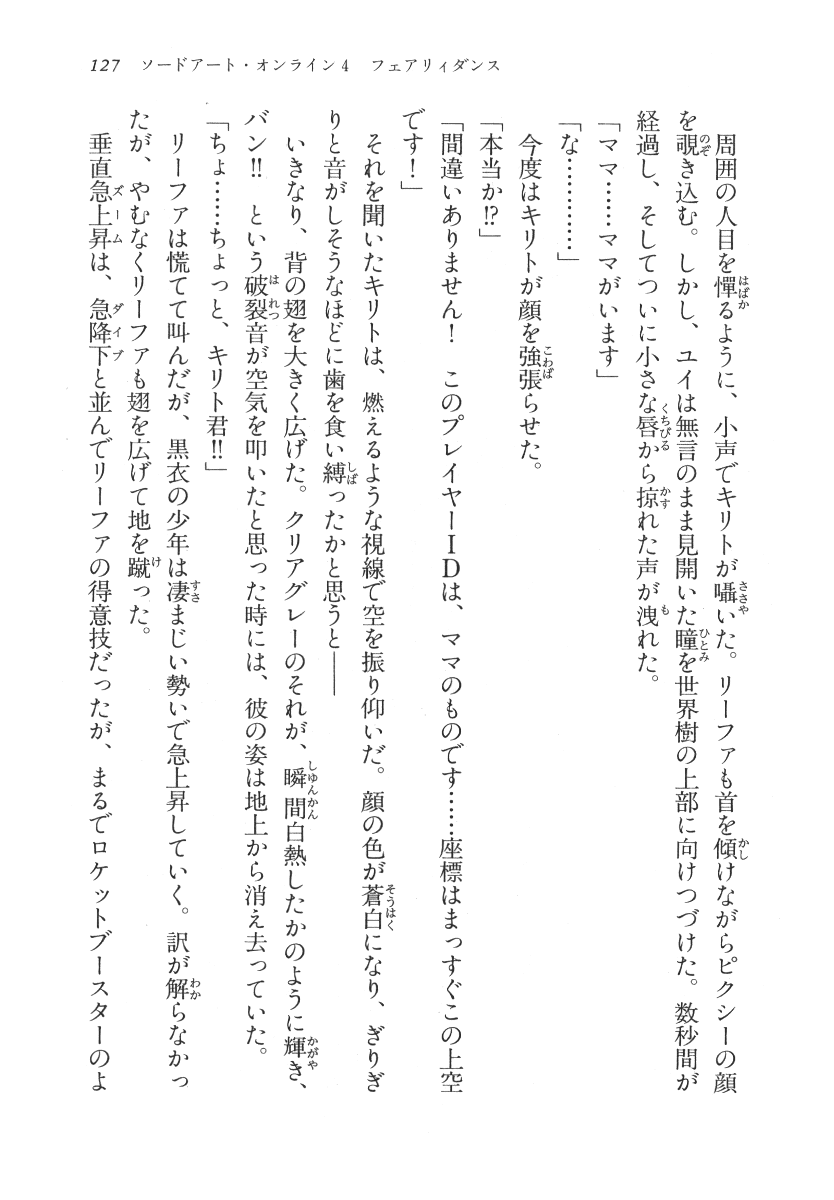 127　ソードアート・オンライン4　フェアリィダンス
　周囲の人目を憚るように、小声でキリトが囁いた。リーファも首を傾けながらピクシーの顔
を覗き込む。しかし、ユイは無言のまま見開いた瞳を世界樹の上部に向けつづけた。数秒間が
経過し、そしてついに小さな唇から掠れた声が洩れた。
「ママ……ママがいます」
「な…………」
　今度はキリトが顔を強張らせた。
「本当か!?」
「間違いありません！　このプレイヤーＩＤは、ママのものです……座標はまっすぐこの上空
です！」
　それを聞いたキリトは、燃えるような視線で空を振り仰いだ。顔の色が蒼白になり、ぎりぎ
りと音がしそうなほどに歯を食い縛ったかと思うと――
　いきなり、背の翅を大きく広げた。クリアグレーのそれが、瞬間白熱したかのように輝き、
バン!!　という破裂音が空気を叩いたと思った時には、彼の姿は地上から消え去っていた。
「ちょ……ちょっと、キリト君!!」
　リーファは慌てて叫んだが、黒衣の少年は凄まじい勢いで急上昇していく。訳が解らなかっ
たが、やむなくリーファも翅を広げて地を蹴った。
　垂直急上昇は、急降下と並んでリーファの得意技だったが、まるでロケットブースターのよ